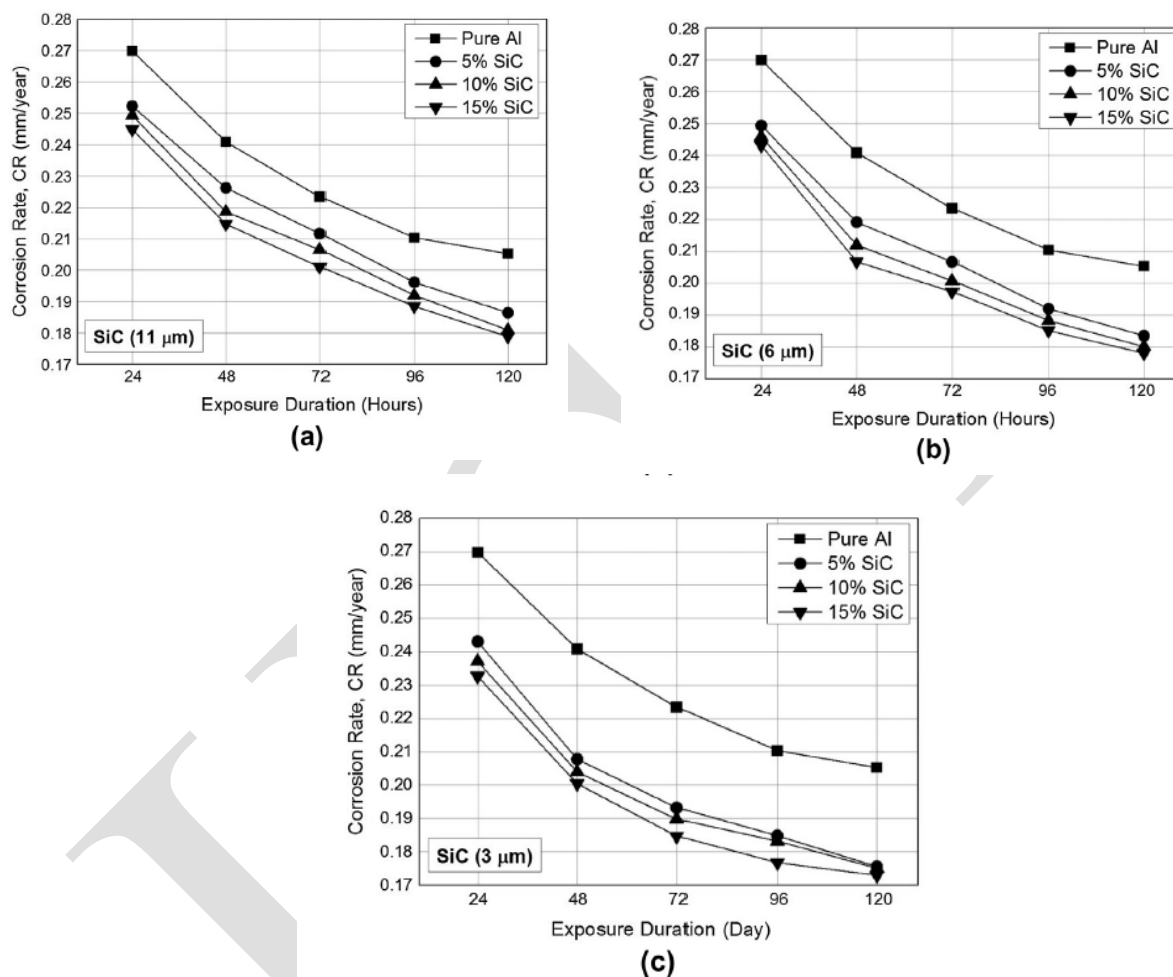 0.28
0.27
0.26
0.25
0.24
0.23
0.22
0.21
0.20
0.19
0.18
0.17
Corrosion Rate, CR (mm/year)
Pure Al
5% SiC
10% SiC
15% SiC
SiC (11 μm)
24 48 72 96 120
Exposure Duration (Hours)
(a)
0.28
0.27
0.26
0.25
0.24
0.23
0.22
0.21
0.20
0.19
0.18
0.17
Corrosion Rate, CR (mm/year)
Pure Al
5% SiC
10% SiC
15% SiC
SiC (6 μm)
24 48 72 96 120
Exposure Duration (Hours)
(b)
0.28
0.27
0.26
0.25
0.24
0.23
0.22
0.21
0.20
0.19
0.18
0.17
Corrosion Rate, CR (mm/year)
Pure Al
5% SiC
10% SiC
15% SiC
SiC (3 μm)
24 48 72 96 120
Exposure Duration (Day)
(c)